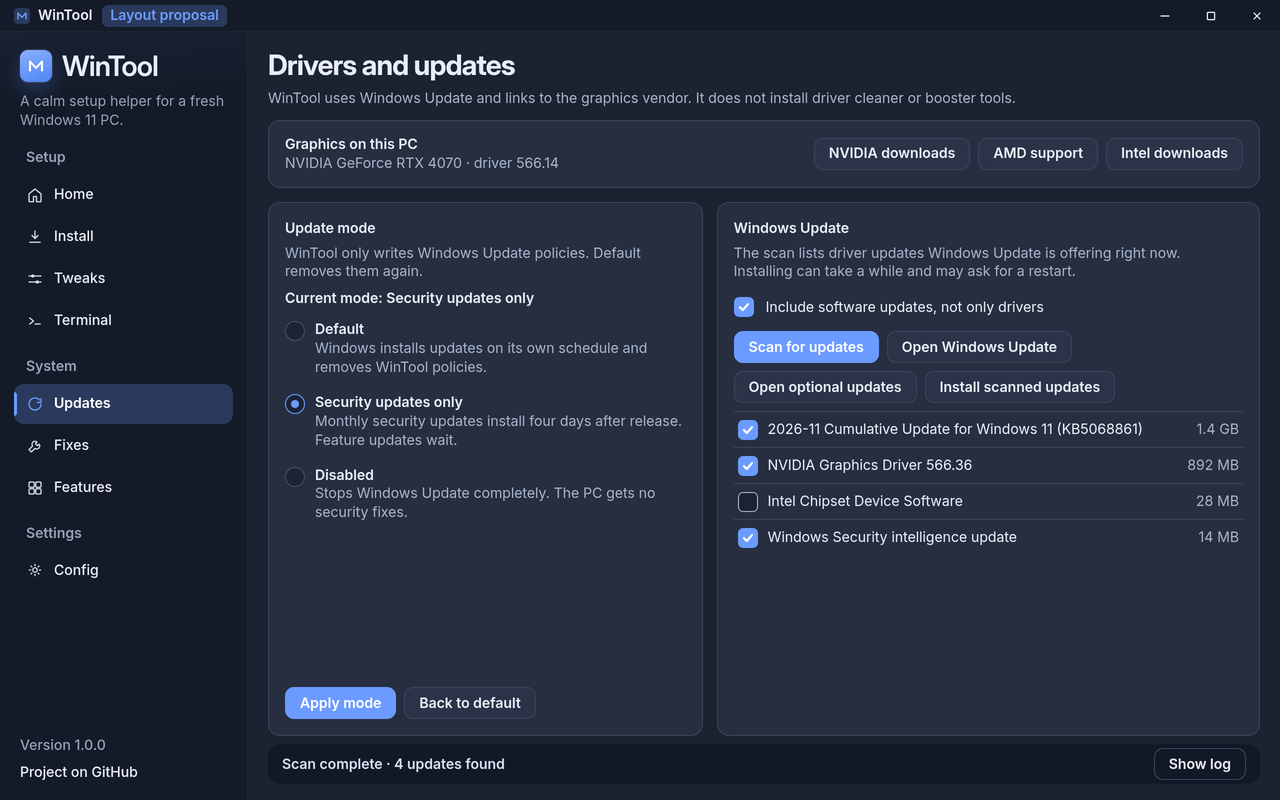 WinTool
Layout proposal
WinTool
A calm setup helper for a fresh
Windows 11 PC.
Setup
Home
Install
Tweaks
Terminal
System
Updates
Fixes
Features
Settings
Config
Version 1.0.0
Project on GitHub
Drivers and updates
WinTool uses Windows Update and links to the graphics vendor. It does not install driver cleaner or booster tools.
Graphics on this PC
NVIDIA GeForce RTX 4070 · driver 566.14
NVIDIA downloads
AMD support
Intel downloads
Update mode
WinTool only writes Windows Update policies. Default
removes them again.
Current mode: Security updates only
Default
Windows installs updates on its own schedule and
removes WinTool policies.
Security updates only
Monthly security updates install four days after release.
Feature updates wait.
Disabled
Stops Windows Update completely. The PC gets no
security fixes.
Apply mode
Back to default
Windows Update
The scan lists driver updates Windows Update is offering right now.
Installing can take a while and may ask for a restart.
Include software updates, not only drivers
Scan for updates
Open Windows Update
Open optional updates
Install scanned updates
2026-11 Cumulative Update for Windows 11 (KB5068861) 1.4 GB
NVIDIA Graphics Driver 566.36 892 MB
Intel Chipset Device Software 28 MB
Windows Security intelligence update 14 MB
Scan complete · 4 updates found
Show log